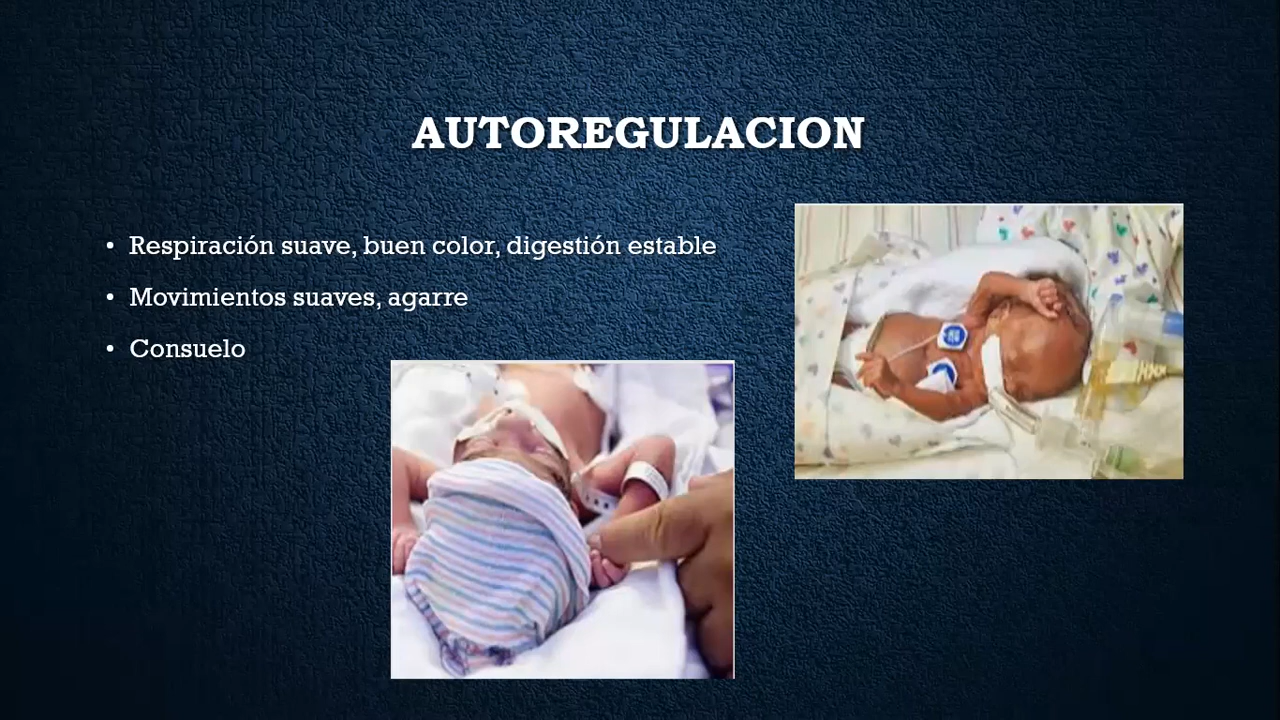 AUTOREGULACION
• Respiración suave, buen color, digestión estable
• Movimientos suaves, agarre
• Consuelo